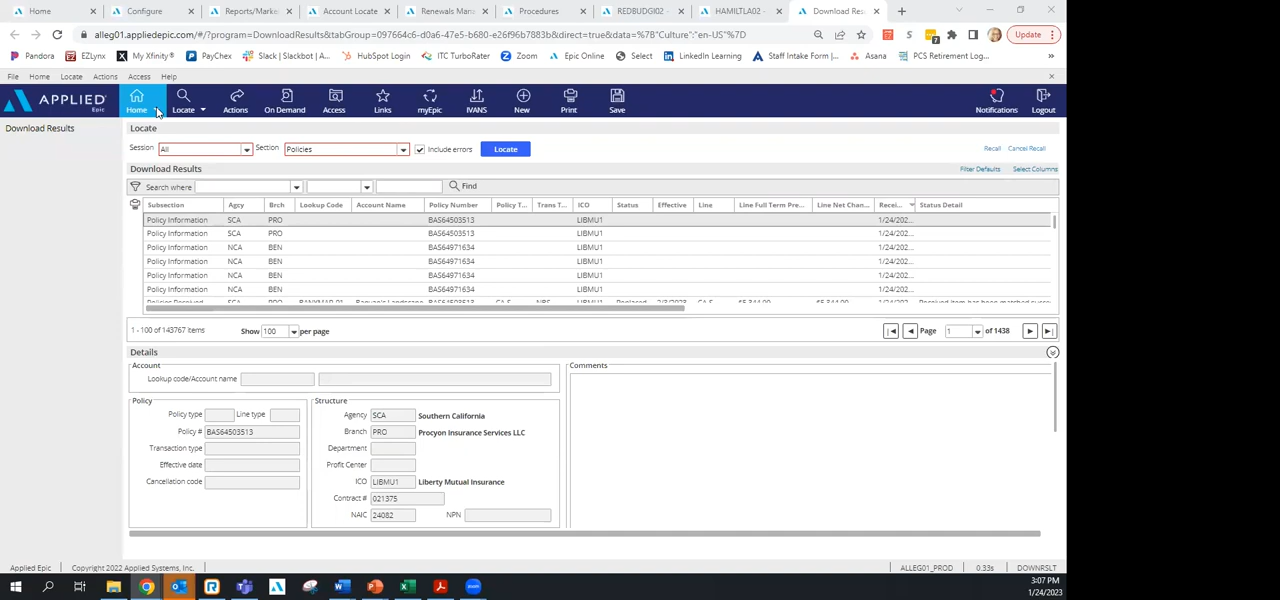 Home
Configure
Reports/Marke
Account Locate
Renewals Man
Procedures
REDBUDGI02 -
HAMILTLA02 -
Download Resu
alleg01.appliedepic.com/#/?program=DownloadResults&tabGroup=097664c6-d0a6-47e5-b680-e26f96b7883b&direct=true&data=%7B"Culture":"en-US"%7D
Update
Pandora
EZLynx
My Xfinity®
PayCheX
Slack | Slackbot | A...
HubSpot Login
ITC TurboRater
Zoom
Epic Online
Select
LinkedIn Learning
Staff Intake Form |...
Asana
PCS Retirement Log...
File Home Locate Actions Access Help
APPLIED
Epic
Home
Locate
Actions
On Demand
Access
Links
myEpic
IVANS
New
Print
Save
Notifications
Logout
Download Results
Locate
Session All Section Policies Include errors Locate Recall Cancel Recall
Download Results Filter Defaults Select Columns
Search where Find
Subsection Agty Brch Lookup Code Account Name Policy Number Policy T... Trans T... ICO Status Effective Line Line Full Term Pre... Line Net Chan... Recei... Status Detail
Policy Information SCA PRO BAS64503513 LIBMU1 1/24/202...
Policy Information SCA PRO BAS64503513 LIBMU1 1/24/202...
Policy Information NCA BEN BAS64971634 LIBMU1 1/24/202...
Policy Information NCA BEN BAS64971634 LIBMU1 1/24/202...
Policy Information NCA BEN BAS64971634 LIBMU1 1/24/202...
Policy Information NCA BEN BAS64971634 LIBMU1 1/24/202...
1 - 100 of 143767 items Show 100 per page Page 1 of 1438
Details
Account
Lookup code/Account name
Comments
Policy
Policy type Line type
Policy # BAS64503513
Transaction type
Effective date
Cancellation code
Structure
Agency SCA Southern California
Branch PRO Procyon Insurance Services LLC
Department
Profit Center
ICO LIBMU1 Liberty Mutual Insurance
Contract # 021375
NAIC 24082 NPN
Applied Epic Copyright 2022 Applied Systems, Inc. ALLEG01_PROD 0.33s DOWNRSLT
3:07 PM
1/24/2023